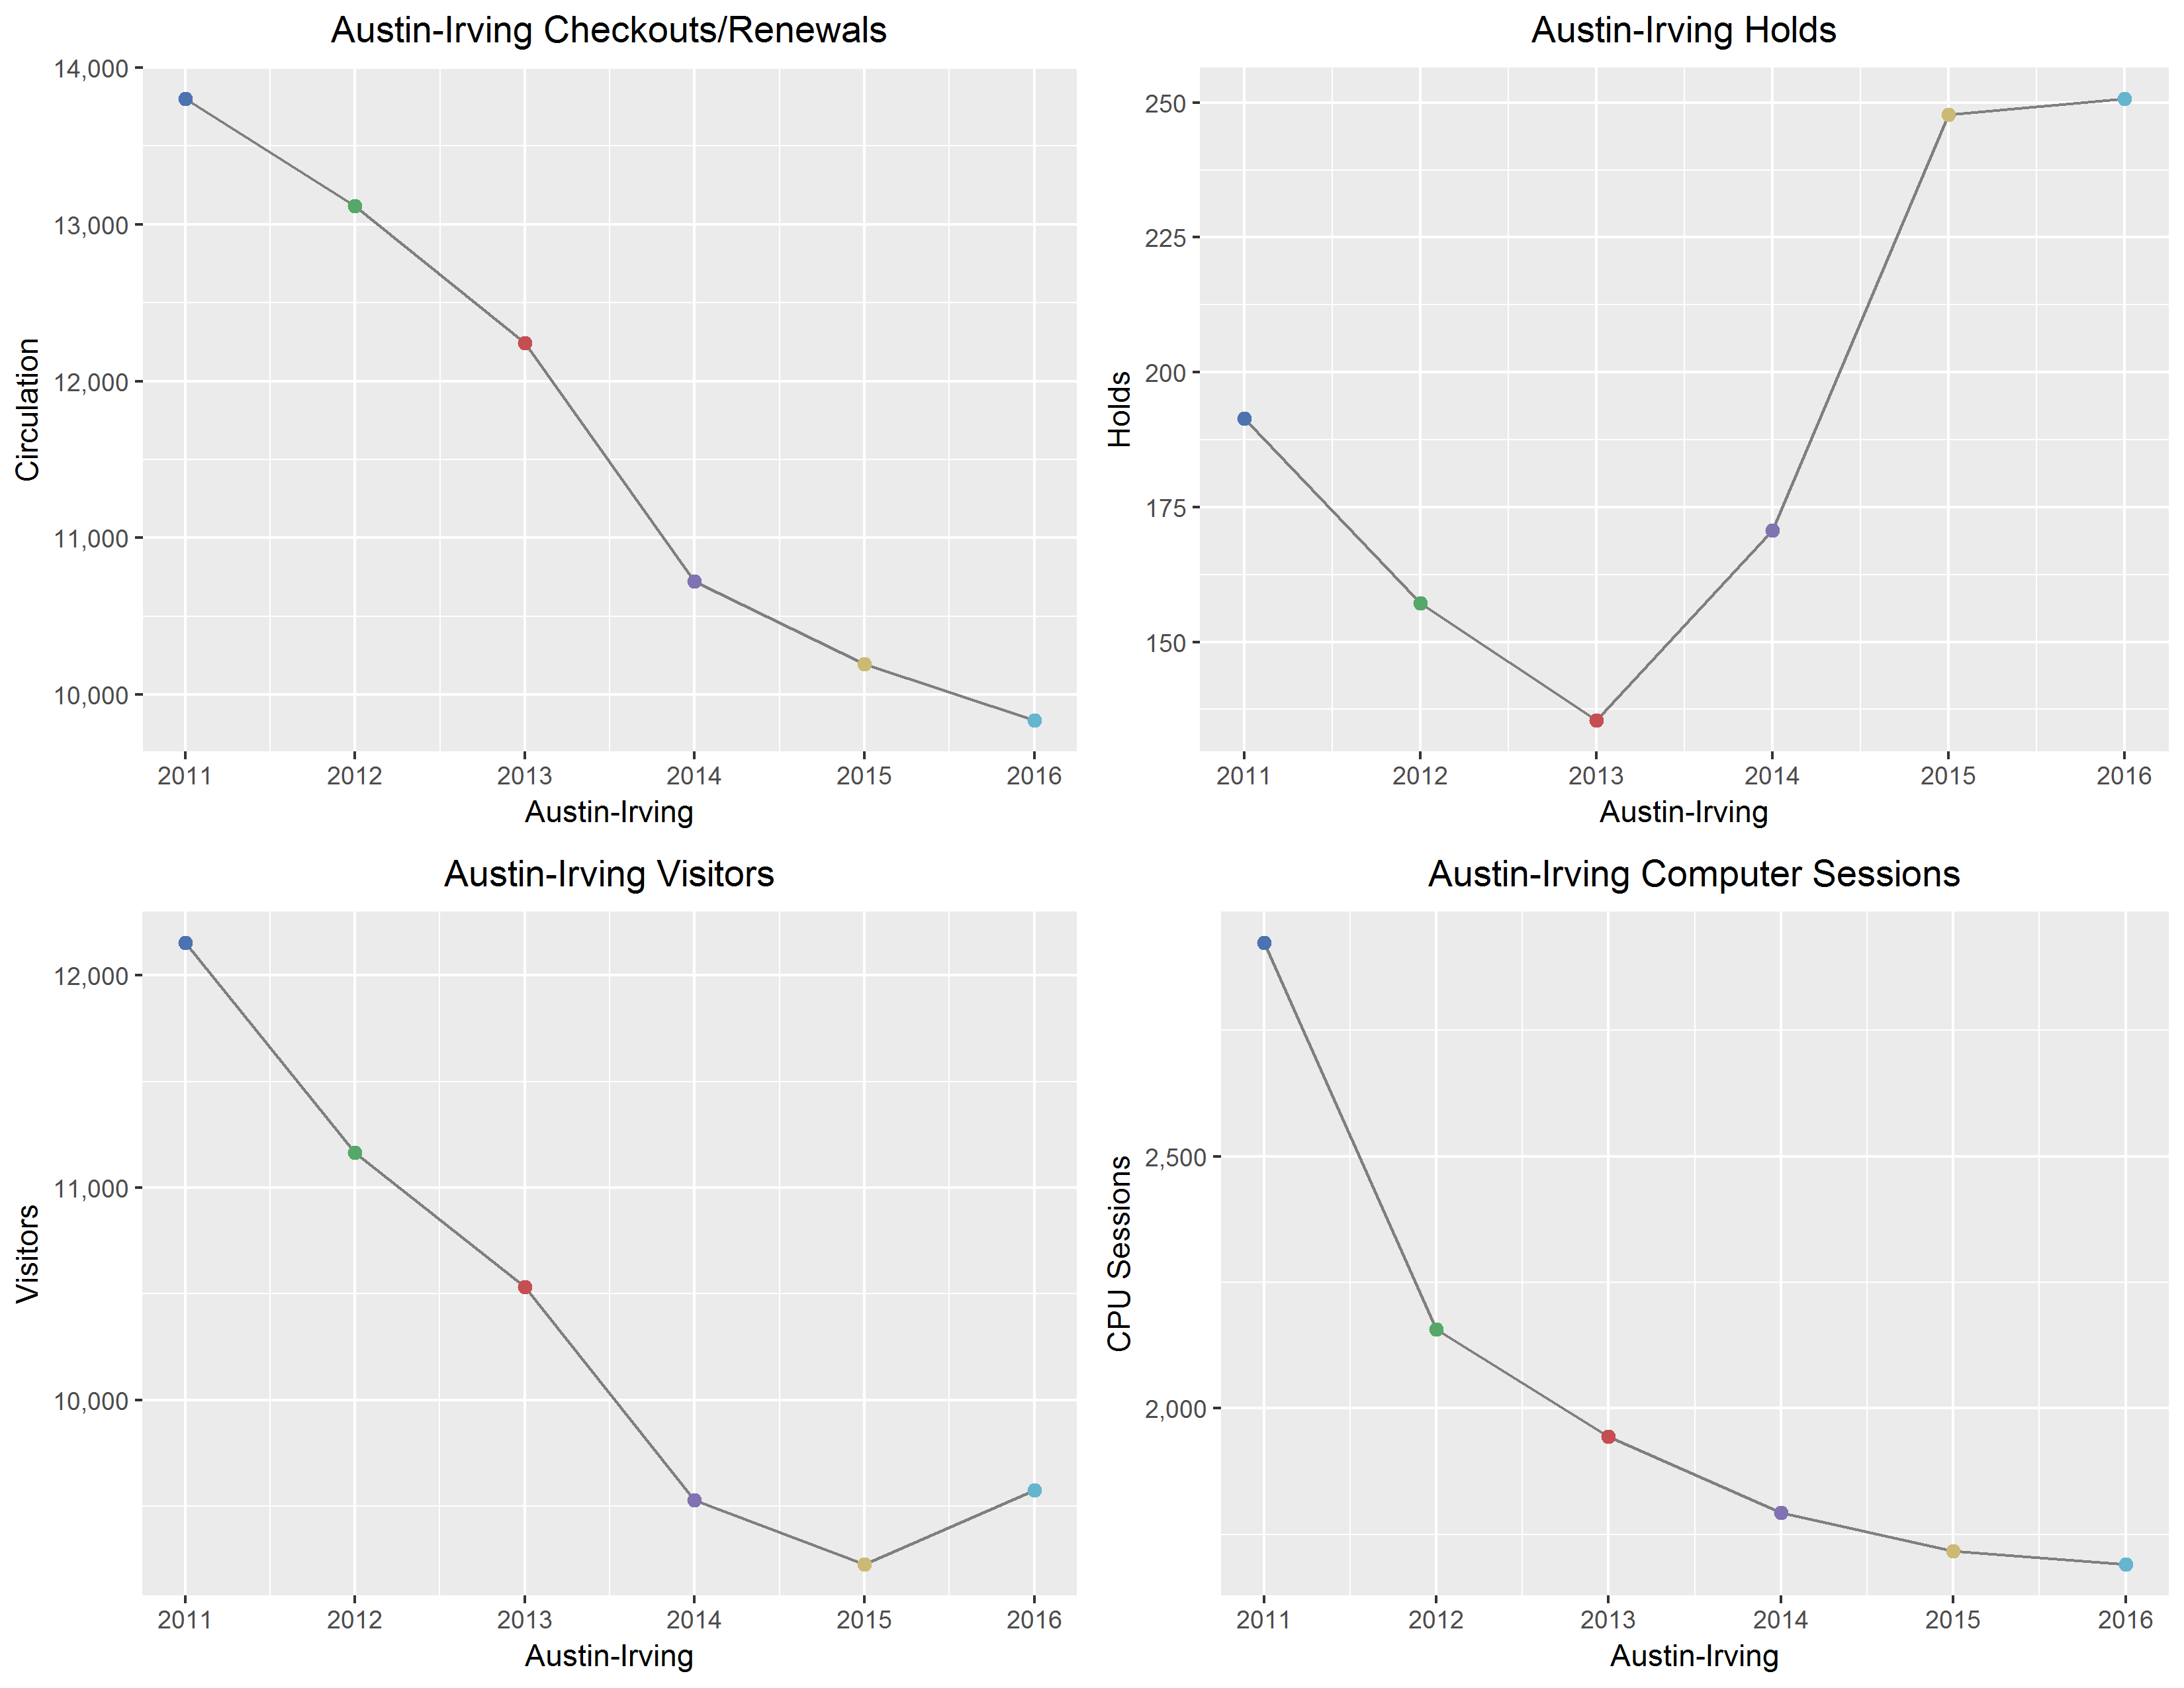 Austin-Irving Checkouts/Renewals
14,000
13,000
12,000
11,000
10,000
Circulation
2011 2012 2013 2014 2015 2016
Austin-Irving
Austin-Irving Holds
250
225
200
175
150
Holds
2011 2012 2013 2014 2015 2016
Austin-Irving
Austin-Irving Visitors
12,000
11,000
10,000
Visitors
2011 2012 2013 2014 2015 2016
Austin-Irving
Austin-Irving Computer Sessions
2,500
2,000
CPU Sessions
2011 2012 2013 2014 2015 2016
Austin-Irving